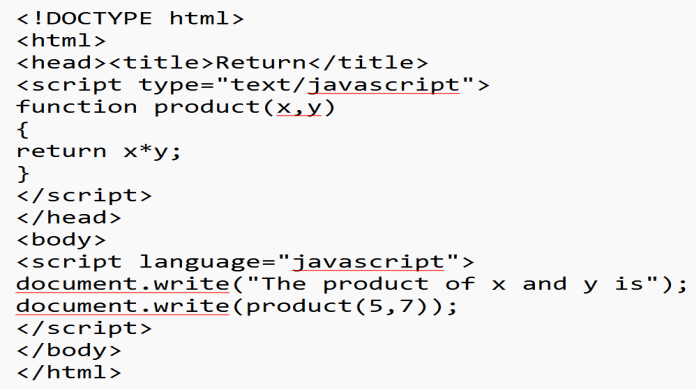 <!DOCTYPE html>
<html>
<head><title>Return</title>
<script type="text/javascript">
function product(x,y)
{
return x*y;
}
</script>
</head>
<body>
<script language="javascript">
document.write("The product of x and y is");
document.write(product(5,7));
</script>
</body>
</html>